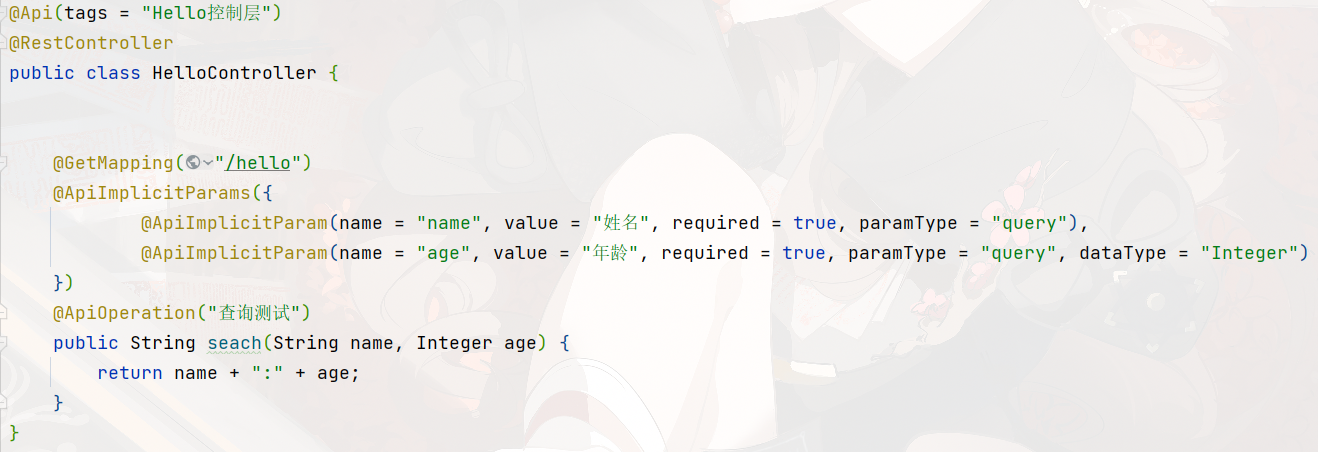 @Api(tags = "Hello控制层")
@RestController
public class HelloController {
@GetMapping("/hello")
@ApiImplicitParams({
@ApiImplicitParam(name = "name", value = "姓名", required = true, paramType = "query"),
@ApiImplicitParam(name = "age", value = "年龄", required = true, paramType = "query", dataType = "Integer")
})
@ApiOperation("查询测试")
public String seach(String name, Integer age) {
return name + ":" + age;
}
}